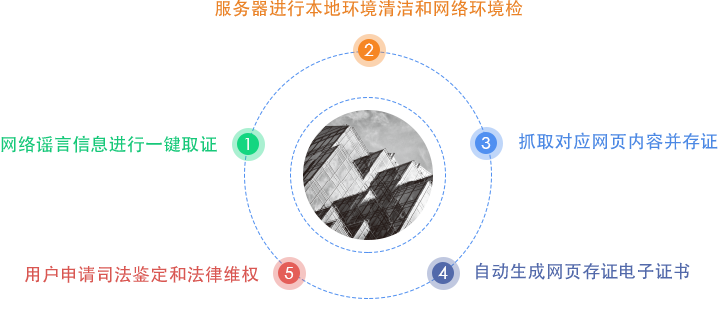 服务器进行本地环境清洁和网络环境检
2
网络谣言信息进行一键取证
1
3
抓取对应网页内容并存证
用户申请司法鉴定和法律维权
5
4
自动生成网页存证电子证书